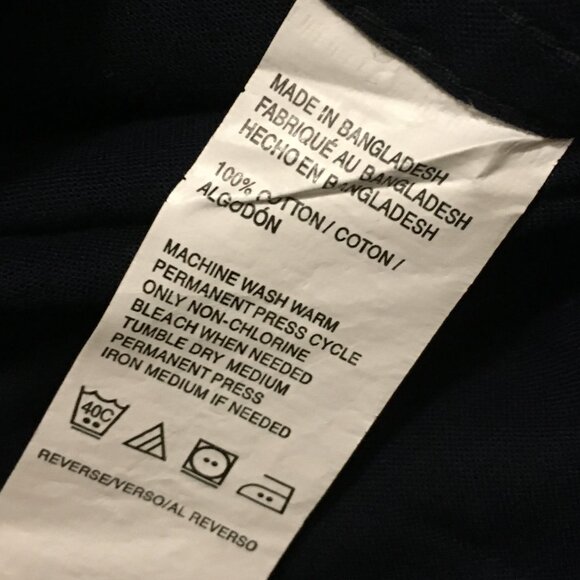 MADE IN BANGLADESH
FABRIQUÉ AU BANGLADESH
HECHO EN BANGLADESH
100% COTTON / COTON /
ALGODÓN
MACHINE WASH WARM
PERMANENT PRESS CYCLE
ONLY NON-CHLORINE
BLEACH WHEN NEEDED
TUMBLE DRY MEDIUM
PERMANENT PRESS
IRON MEDIUM IF NEEDED
40C
REVERSE/VERSO/AL REVERSO